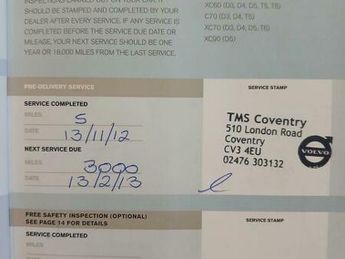 INSPECTIONS CARRIED OUT ON YOUR CAR. IT
SHOULD BE STAMPED AND COMPLETED BY YOUR
DEALER AFTER EVERY SERVICE. IF ANY SERVICE IS
COMPLETED BEFORE THE SERVICE DUE DATE OR
MILEAGE, YOUR NEXT SERVICE SHOULD BE ONE
YEAR OR 18,000 MILES FROM THE LAST SERVICE.
XC60 (D3, D4, D5, T5, T6)
C70 (D3, D4, T5)
XC70 (D3, D4, D5, T6)
XC90 (D5)
PRE-DELIVERY SERVICE
SERVICE STAMP
SERVICE COMPLETED
MILES: 5
DATE 13/11/12
NEXT SERVICE DUE
MILES: 3000
DATE 13/2/13
TMS Coventry
510 London Road
Coventry
CV3 4EU
02476 303132
VOLVO
FREE SAFETY INSPECTION (OPTIONAL)
SEE PAGE 14 FOR DETAILS
SERVICE STAMP
SERVICE COMPLETED
MILES:
DATE